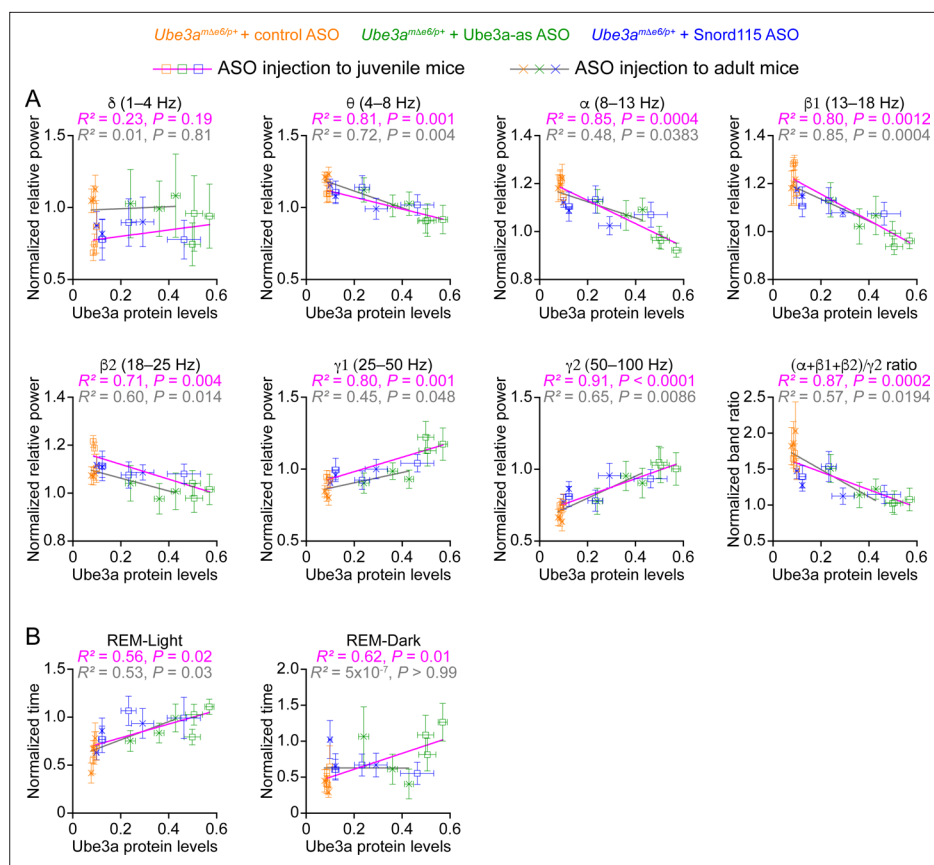 Ube3a^mΔe6/p+ + control ASO Ube3a^mΔe6/p+ + Ube3a-as ASO Ube3a^mΔe6/p+ + Snord115 ASO
ASO injection to juvenile mice ASO injection to adult mice
A
δ (1–4 Hz)
R² = 0.23, P = 0.19
R² = 0.01, P = 0.81
Normalized relative power
1.5
1.0
0.5
0 0.2 0.4 0.6
Ube3a protein levels
θ (4–8 Hz)
R² = 0.81, P = 0.001
R² = 0.72, P = 0.004
Normalized relative power
1.5
1.0
0.5
0 0.2 0.4 0.6
Ube3a protein levels
α (8–13 Hz)
R² = 0.85, P = 0.0004
R² = 0.48, P = 0.0383
Normalized relative power
1.4
1.2
1.0
0.8
0 0.2 0.4 0.6
Ube3a protein levels
β1 (13–18 Hz)
R² = 0.80, P = 0.0012
R² = 0.85, P = 0.0004
Normalized relative power
1.4
1.2
1.0
0.8
0 0.2 0.4 0.6
Ube3a protein levels
β2 (18–25 Hz)
R² = 0.71, P = 0.004
R² = 0.60, P = 0.014
Normalized relative power
1.4
1.2
1.0
0.8
0 0.2 0.4 0.6
Ube3a protein levels
γ1 (25–50 Hz)
R² = 0.80, P = 0.001
R² = 0.45, P = 0.048
Normalized relative power
1.5
1.0
0.5
0 0.2 0.4 0.6
Ube3a protein levels
γ2 (50–100 Hz)
R² = 0.91, P < 0.0001
R² = 0.65, P = 0.0086
Normalized relative power
1.5
1.0
0.5
0 0.2 0.4 0.6
Ube3a protein levels
(α+β1+β2)/γ2 ratio
R² = 0.87, P = 0.0002
R² = 0.57, P = 0.0194
Normalized band ratio
2.5
2.0
1.5
1.0
0.5
0 0.2 0.4 0.6
Ube3a protein levels
B
REM-Light
R² = 0.56, P = 0.02
R² = 0.53, P = 0.03
Normalized time
1.5
1.0
0.5
0
0 0.2 0.4 0.6
Ube3a protein levels
REM-Dark
R² = 0.62, P = 0.01
R² = 5x10⁻⁷, P > 0.99
Normalized time
2.0
1.5
1.0
0.5
0
0 0.2 0.4 0.6
Ube3a protein levels